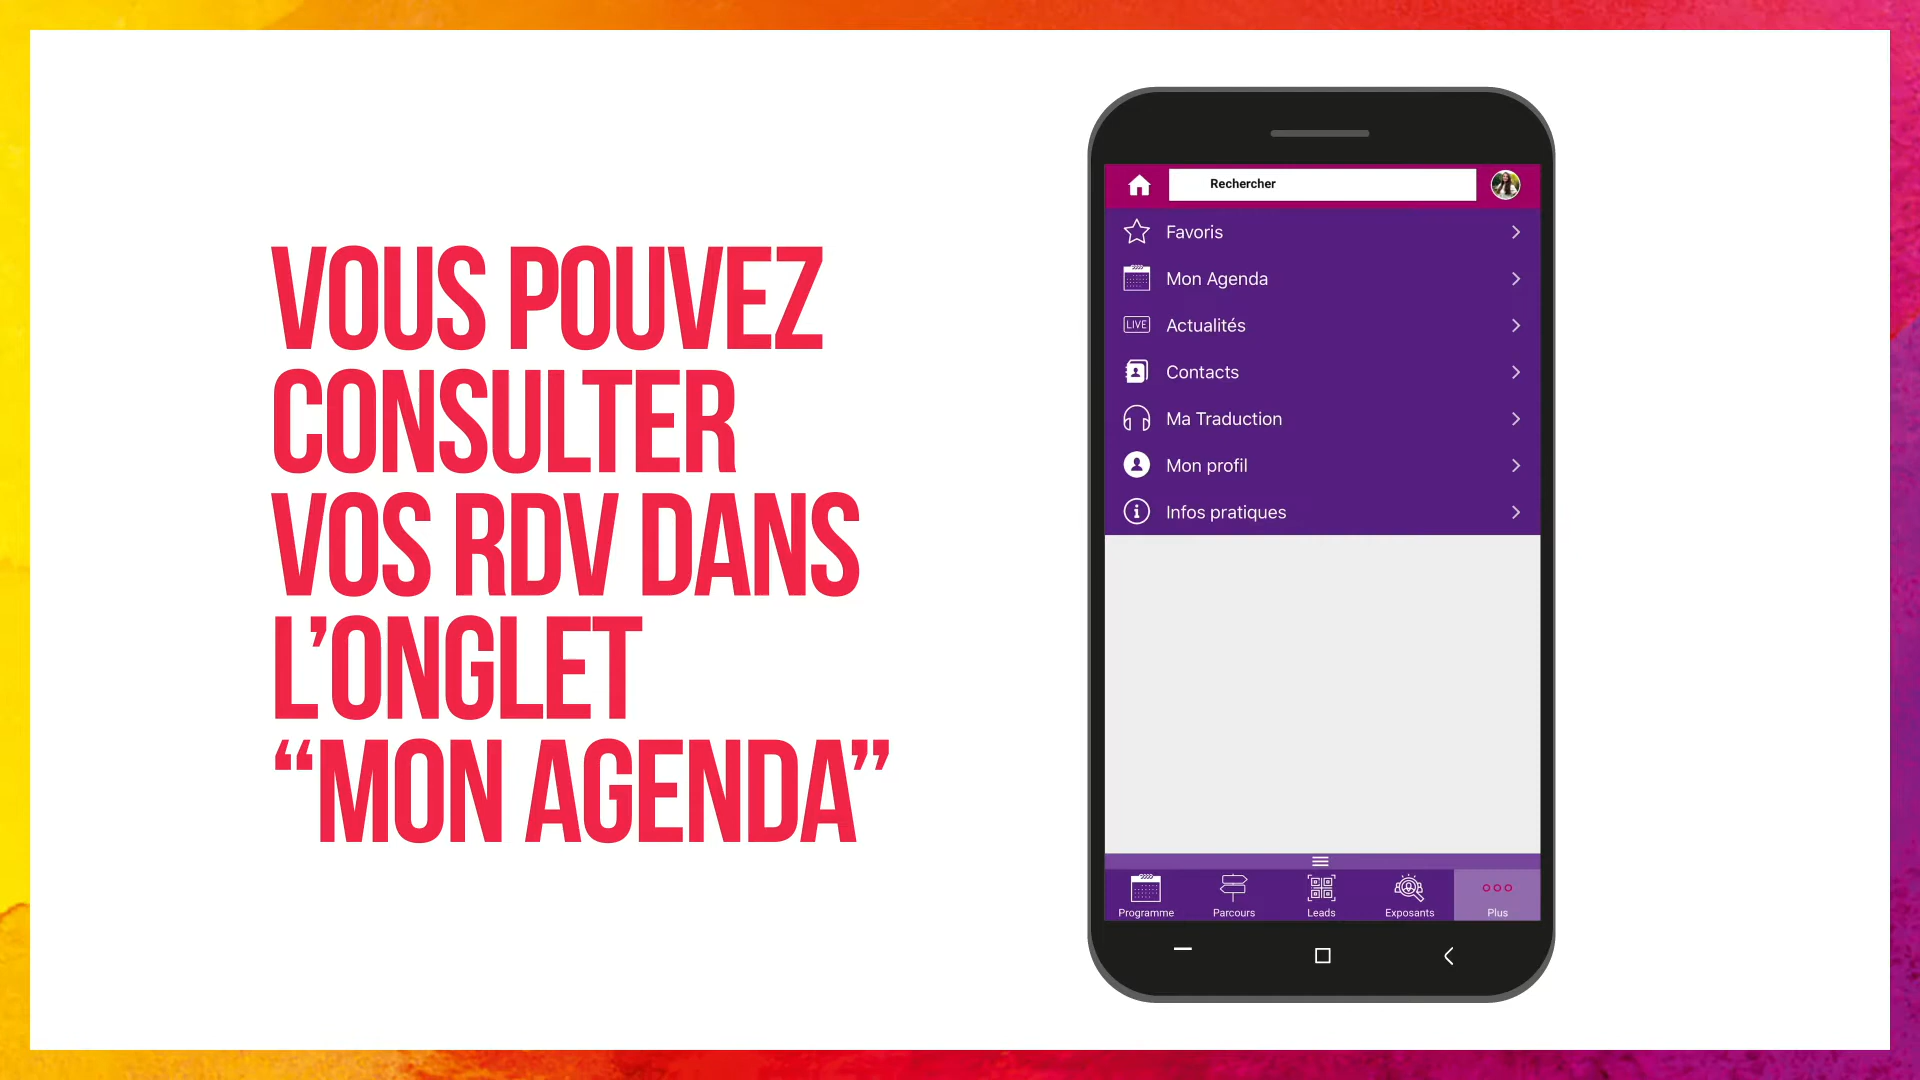 VOUS POUVEZ
CONSULTER
VOS RDV DANS
L’ONGLET
“MON AGENDA”
Rechercher
Favoris
Mon Agenda
LIVE
Actualités
Contacts
Ma Traduction
Mon profil
Infos pratiques
Programme
Parcours
Leads
Exposants
Plus